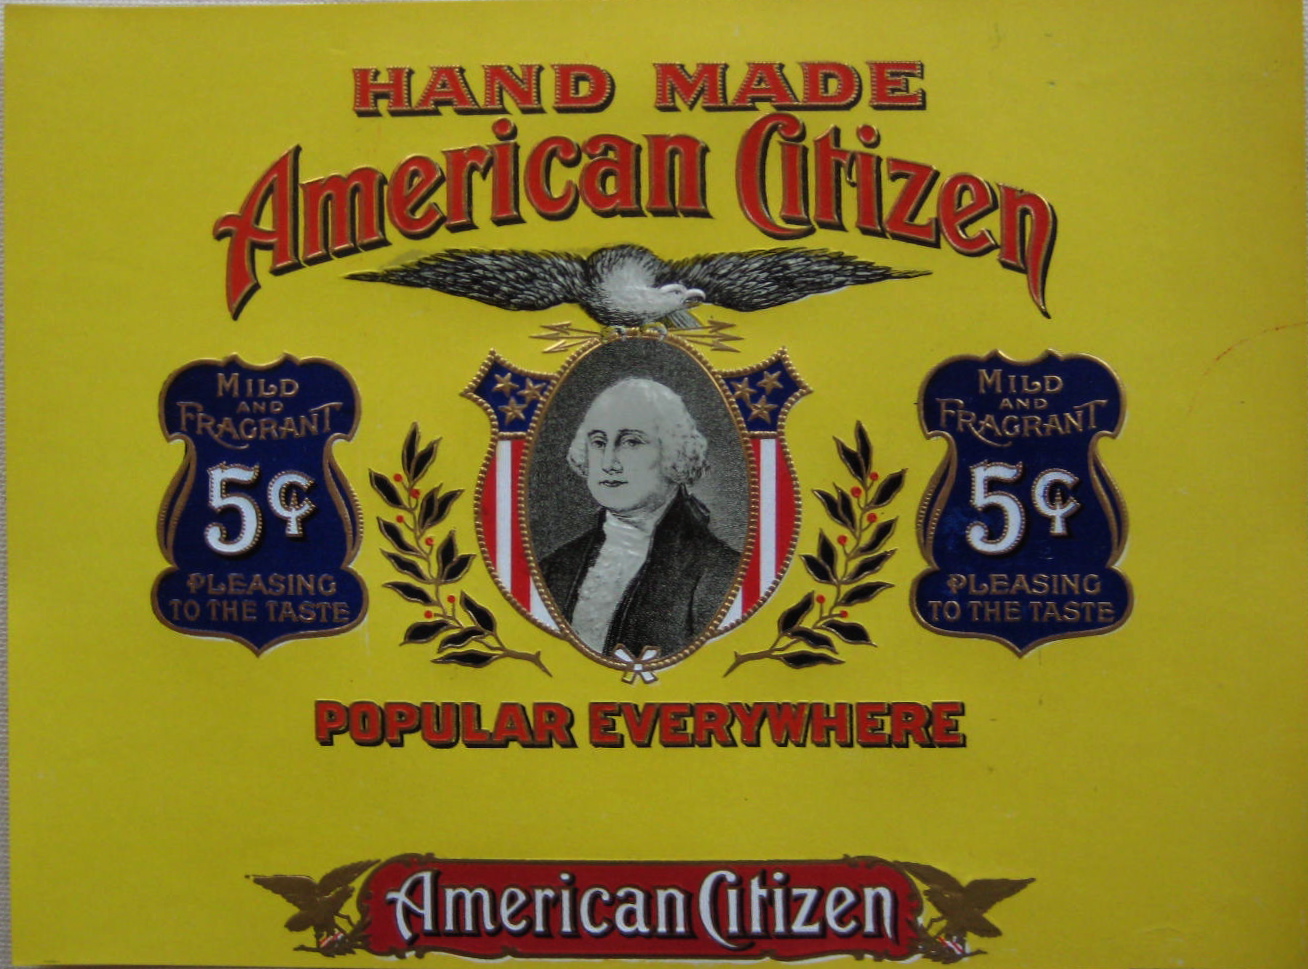 HAND MADE
American Citizen
MILD
AND
FRAGRANT
5¢
PLEASING
TO THE TASTE
MILD
AND
FRAGRANT
5¢
PLEASING
TO THE TASTE
POPULAR EVERYWHERE
American Citizen